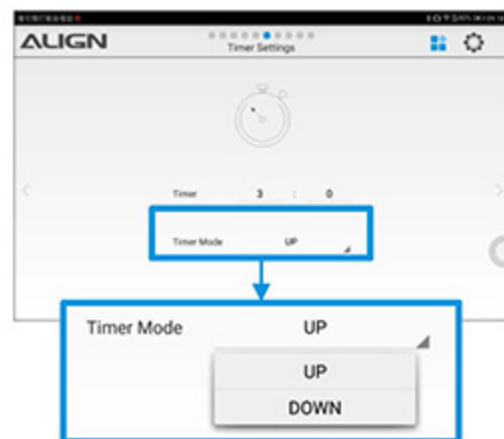 ALIGN
Timer Settings
Timer 3 : 0
Timer Mode UP
Timer Mode UP
UP
DOWN